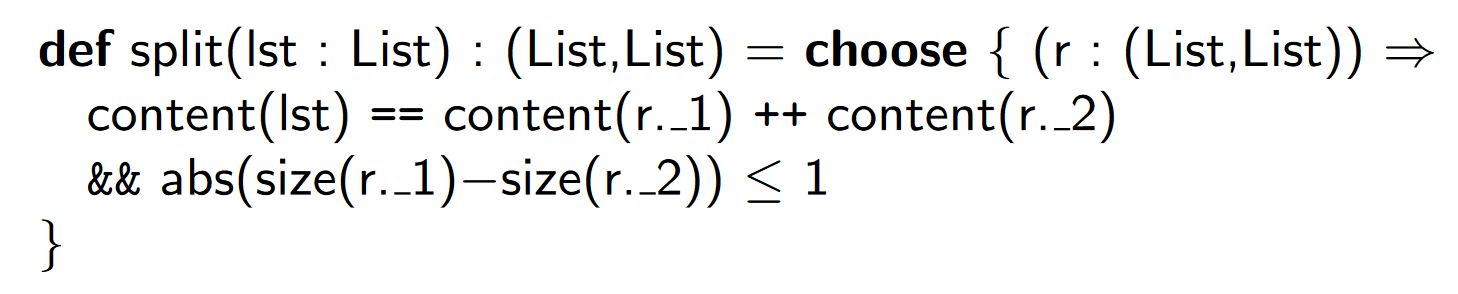 def split(lst : List) : (List,List) = choose { (r : (List,List)) ⇒
content(lst) == content(r._1) ++ content(r._2)
&& abs(size(r._1)−size(r._2)) ≤ 1
}